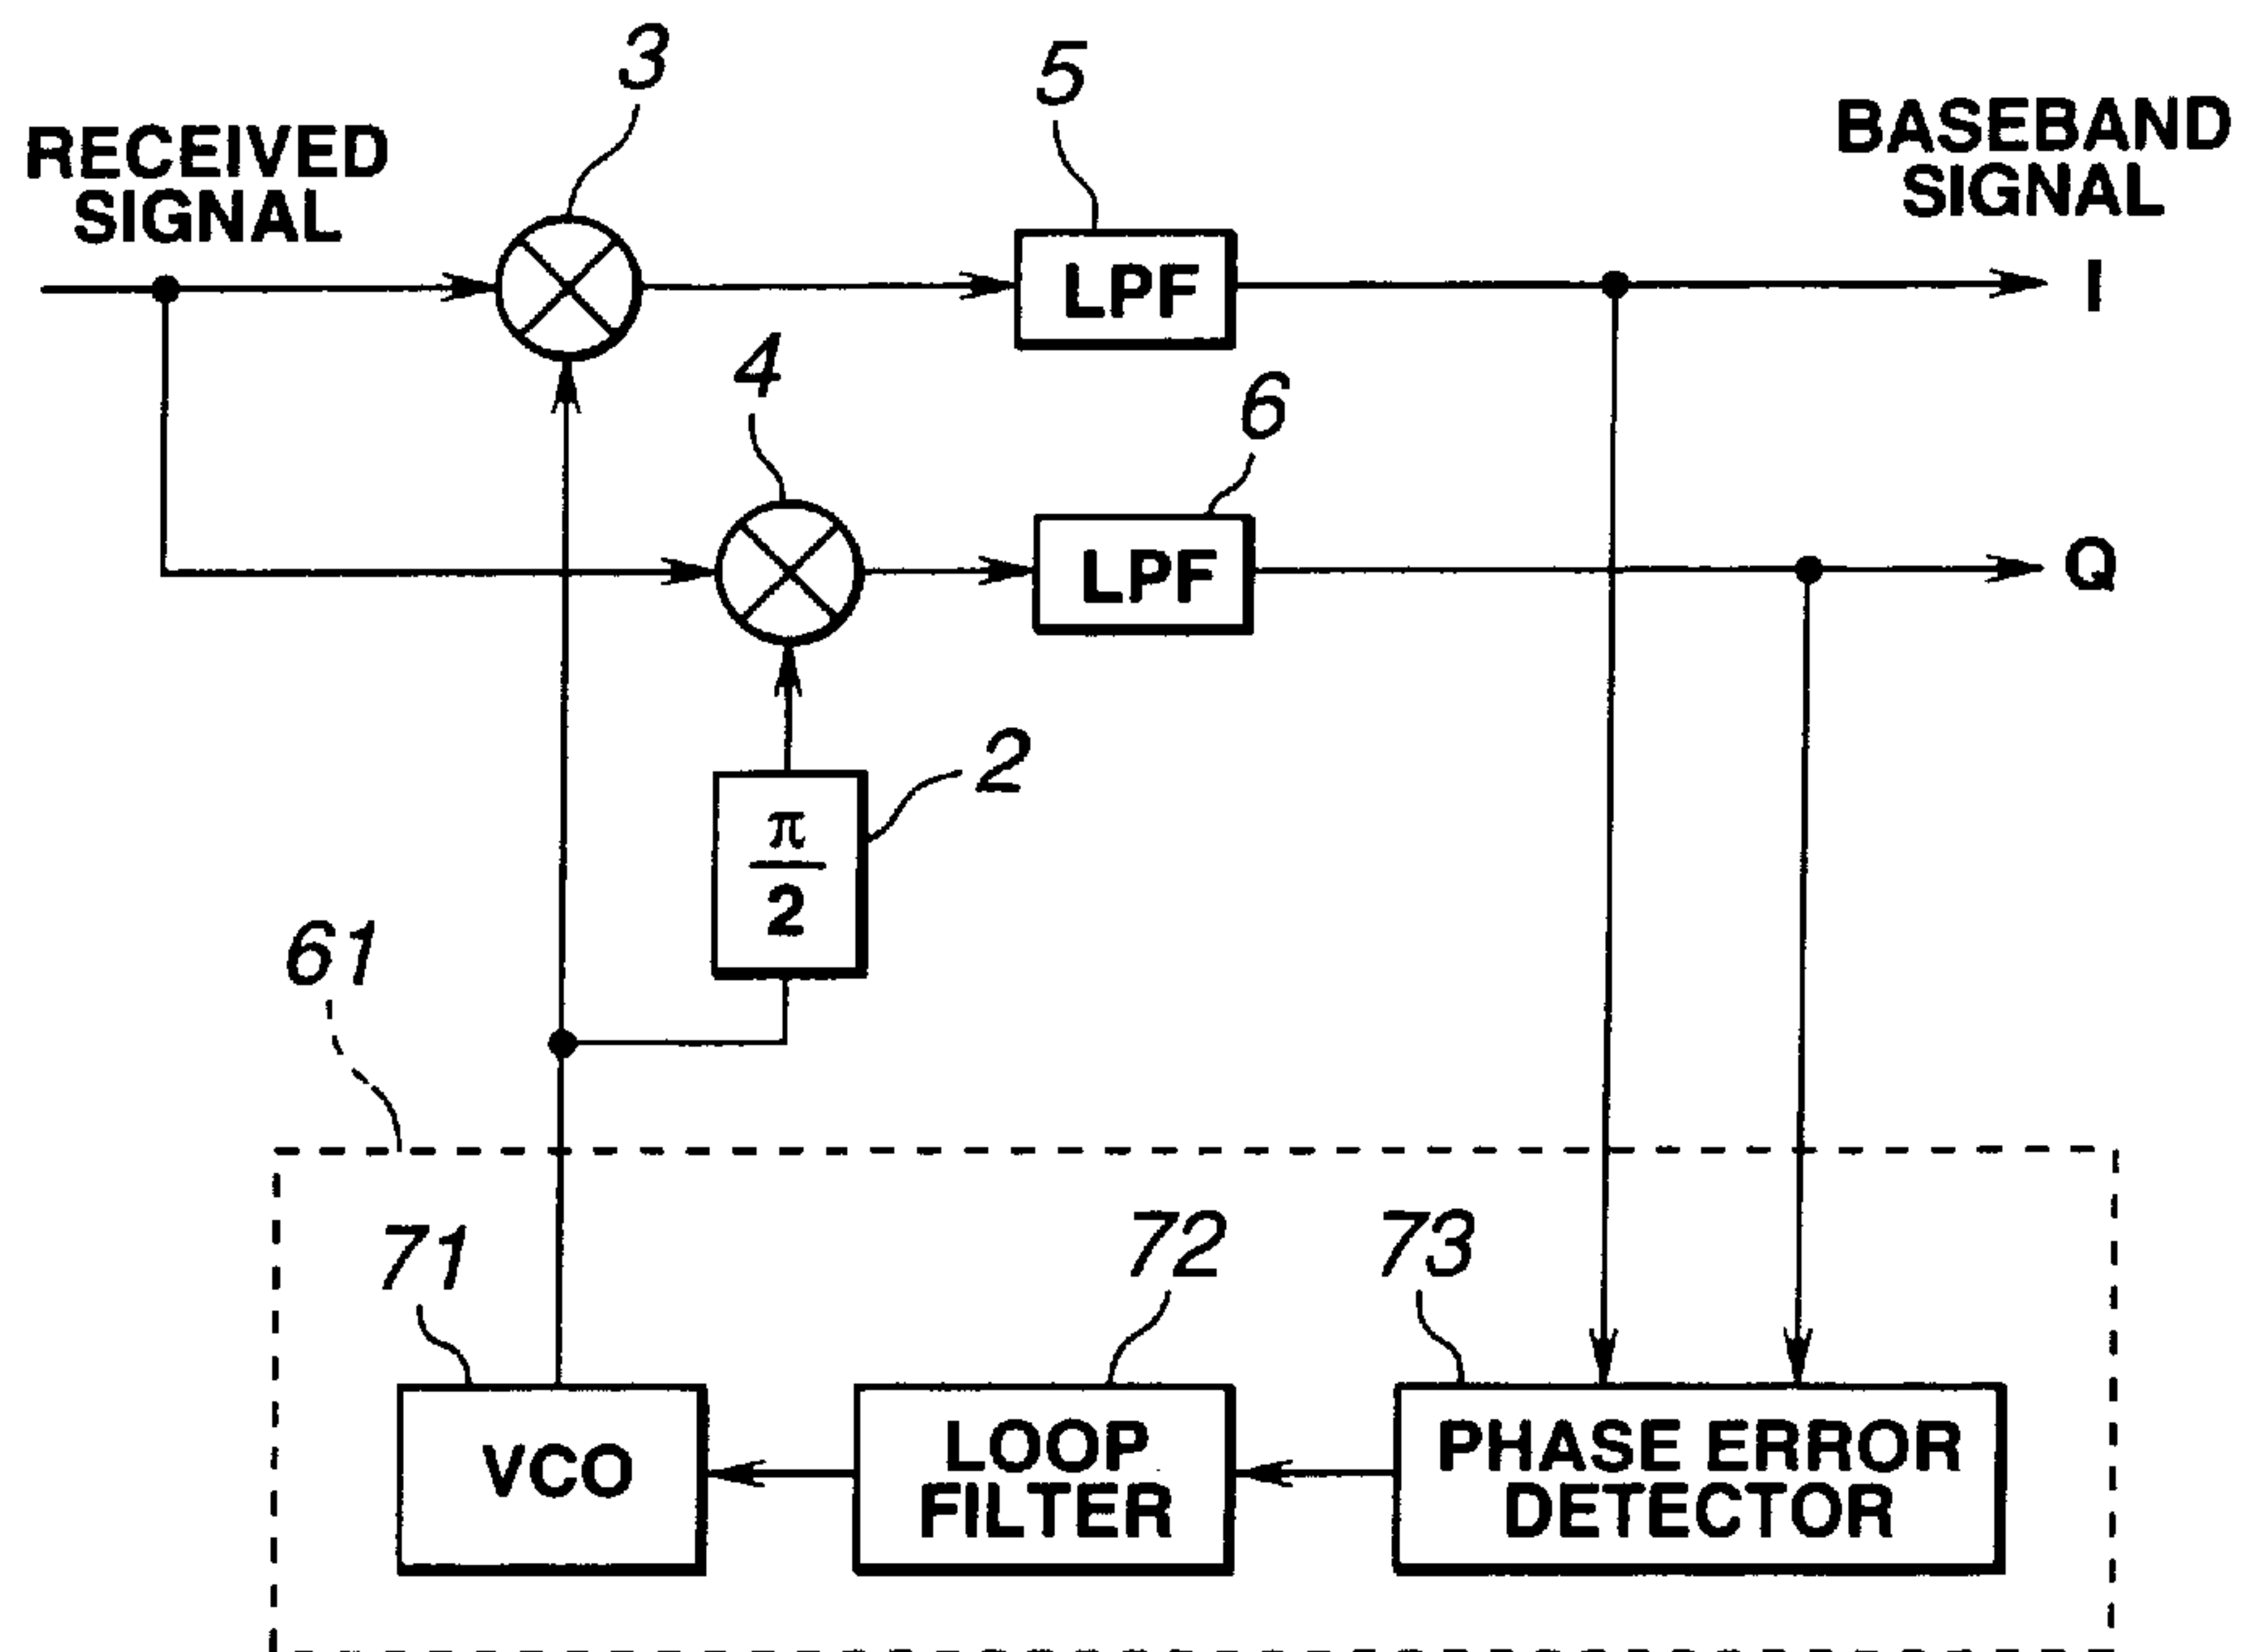 3
5
RECEIVED
SIGNAL
BASEBAND
SIGNAL
LPF
I
4
6
LPF
Q
2
π
2
61
71
72
73
VCO
LOOP
FILTER
PHASE ERROR
DETECTOR